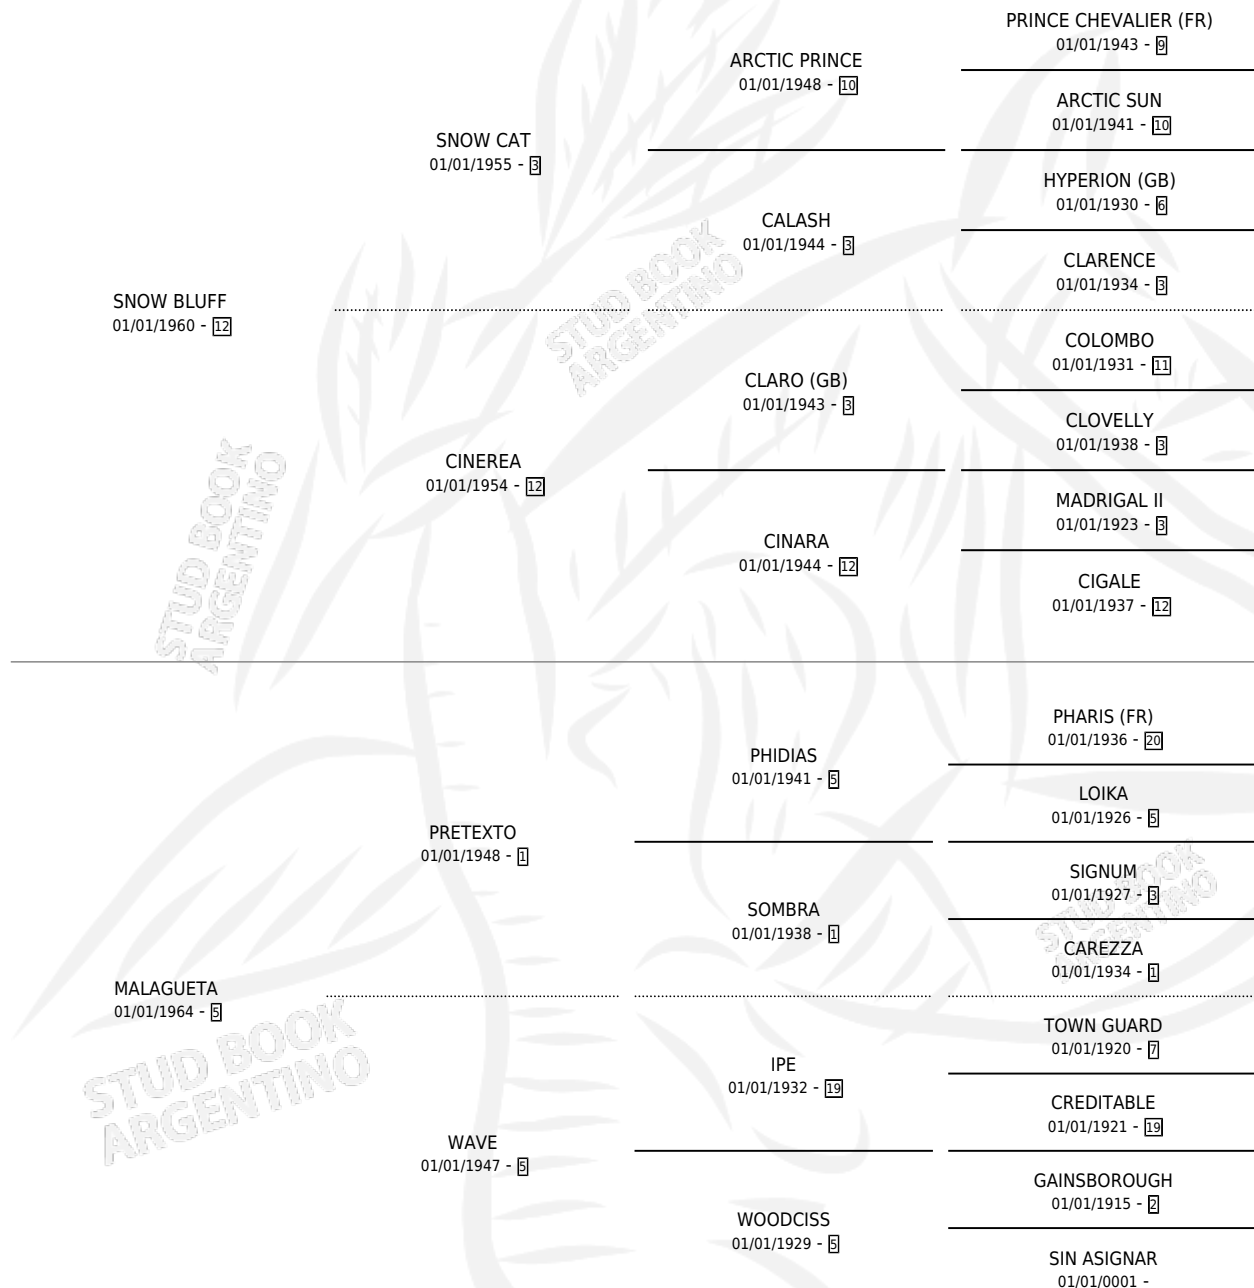 PRINCE CHEVALIER (FR)
01/01/1943 - 9
ARCTIC PRINCE
01/01/1948 - 10
ARCTIC SUN
01/01/1941 - 10
SNOW CAT
01/01/1955 - 3
HYPERION (GB)
01/01/1930 - 6
CALASH
01/01/1944 - 3
CLARENCE
01/01/1934 - 3
SNOW BLUFF
01/01/1960 - 12
COLOMBO
01/01/1931 - 11
CLARO (GB)
01/01/1943 - 3
CLOVELLY
01/01/1938 - 3
CINEREA
01/01/1954 - 12
MADRIGAL II
01/01/1923 - 3
CINARA
01/01/1944 - 12
CIGALE
01/01/1937 - 12
STUD BOOK
ARGENTINO
STUD BOOK
ARGENTINO
PHARIS (FR)
01/01/1936 - 20
PHIDIAS
01/01/1941 - 5
LOIKA
01/01/1926 - 5
PRETEXTO
01/01/1948 - 1
SIGNUM
01/01/1927 - 3
SOMBRA
01/01/1938 - 1
CAREZZA
01/01/1934 - 1
STUD BOOK
ARGENTINO
MALAGUETA
01/01/1964 - 5
TOWN GUARD
01/01/1920 - 7
IPE
01/01/1932 - 19
CREDITABLE
01/01/1921 - 19
WAVE
01/01/1947 - 5
GAINSBOROUGH
01/01/1915 - 2
WOODCISS
01/01/1929 - 5
SIN ASIGNAR
01/01/0001 -
STUD BOOK
ARGENTINO